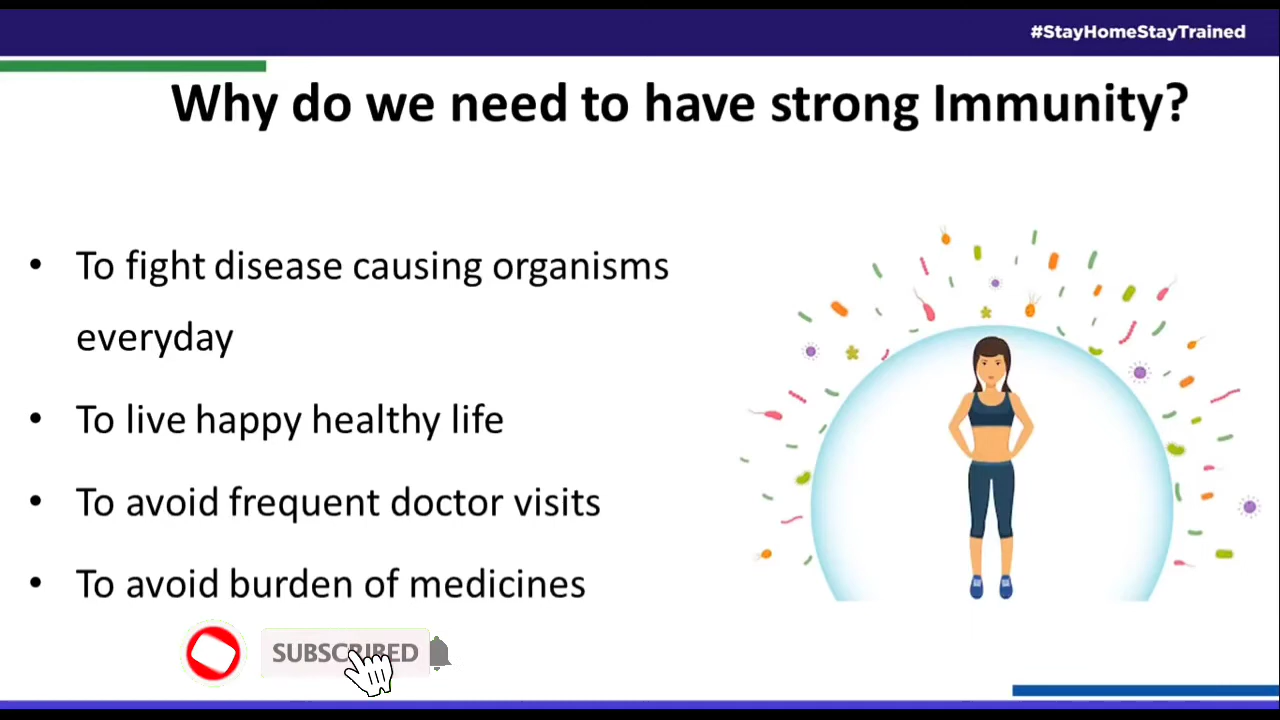 #StayHomeStayTrained
Why do we need to have strong Immunity?
• To fight disease causing organisms
everyday
• To live happy healthy life
• To avoid frequent doctor visits
• To avoid burden of medicines
SUBSCRIBED